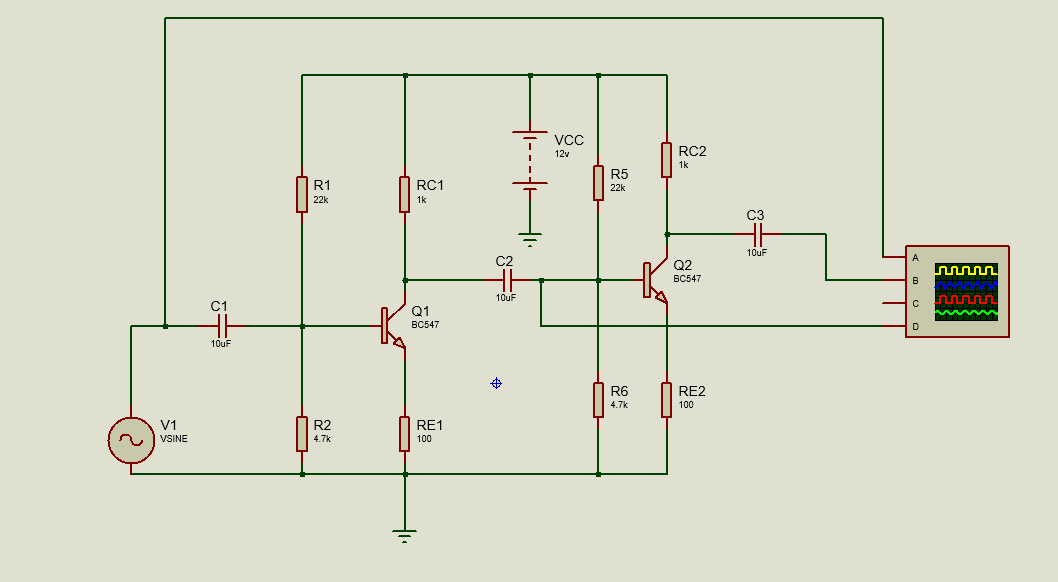 VCC
12v
RC2
1k
R1
22k
RC1
1k
R5
22k
C3
10uF
C2
10uF
Q2
BC547
A
B
C
D
C1
10uF
Q1
BC547
R6
4.7k
RE2
100
V1
VSINE
R2
4.7k
RE1
100